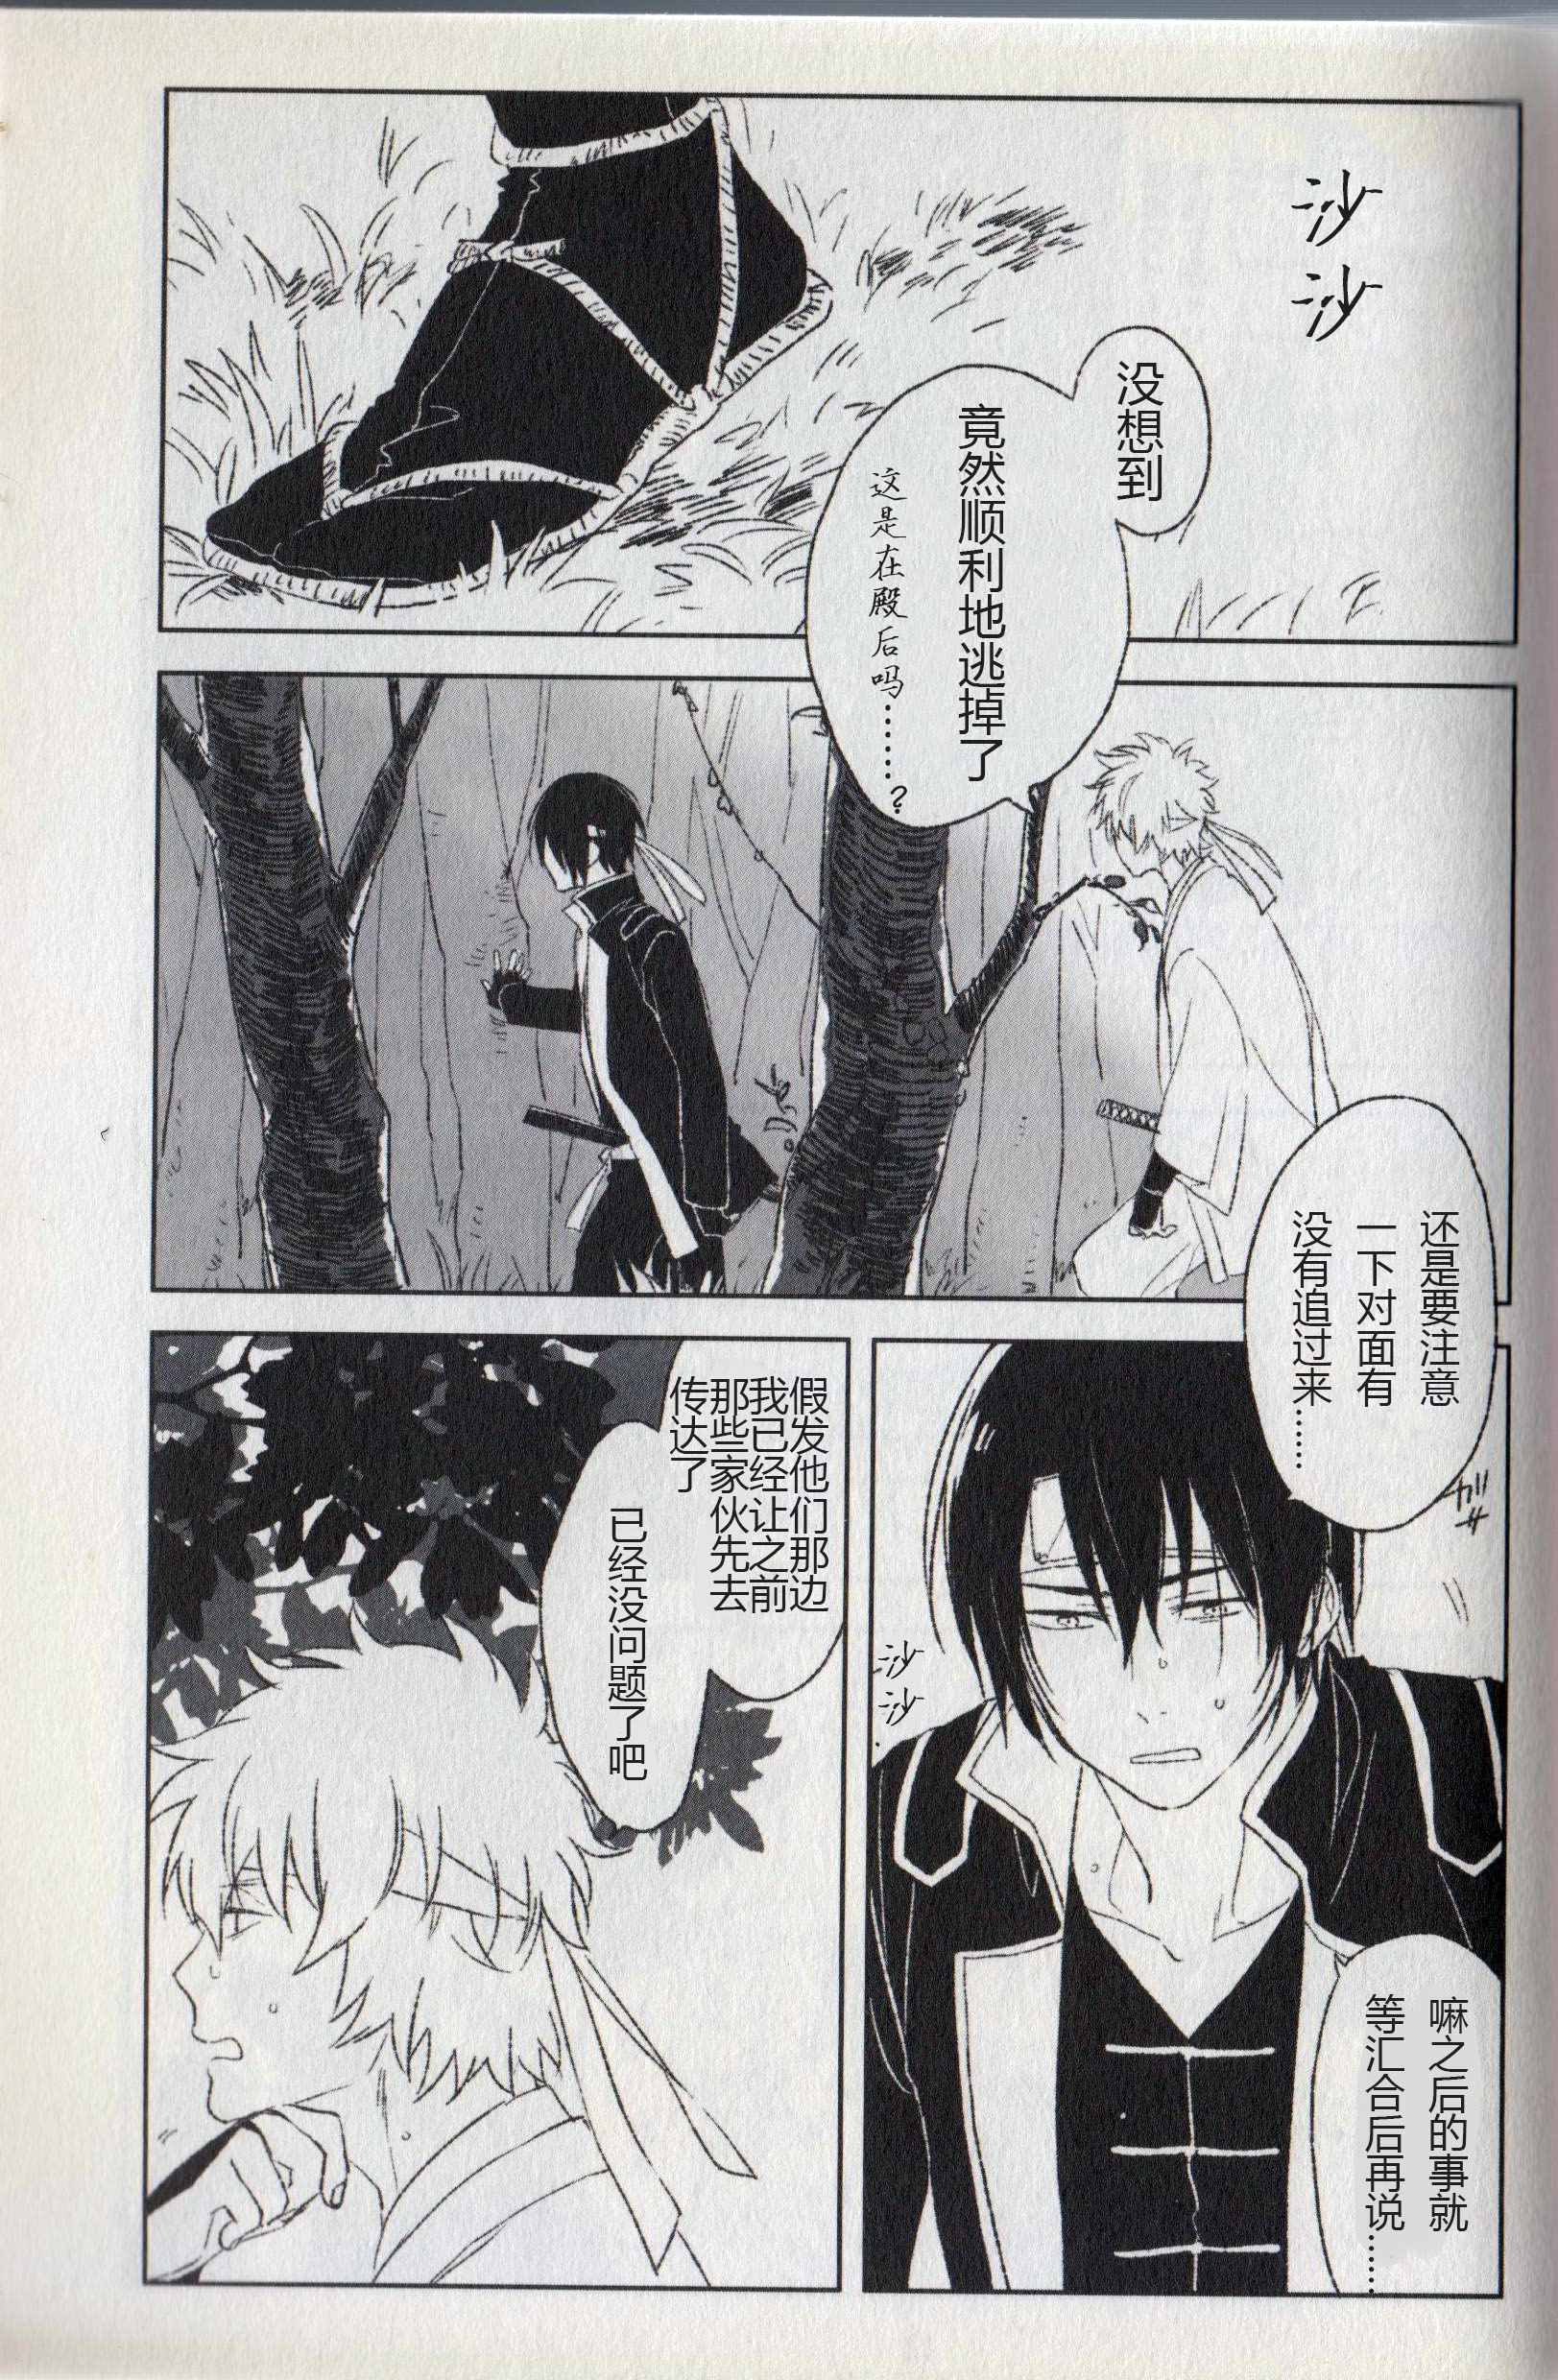 沙
沙
没想到
竟然顺利地逃掉了
这是在殿后吗……?
还是要注意
一下对面有
没有追过来……
沙
沙
嘛之后的事就
等汇合后再说……
假发他们那边
我已经让之前
那些家伙先去
传达了
已经没问题了吧